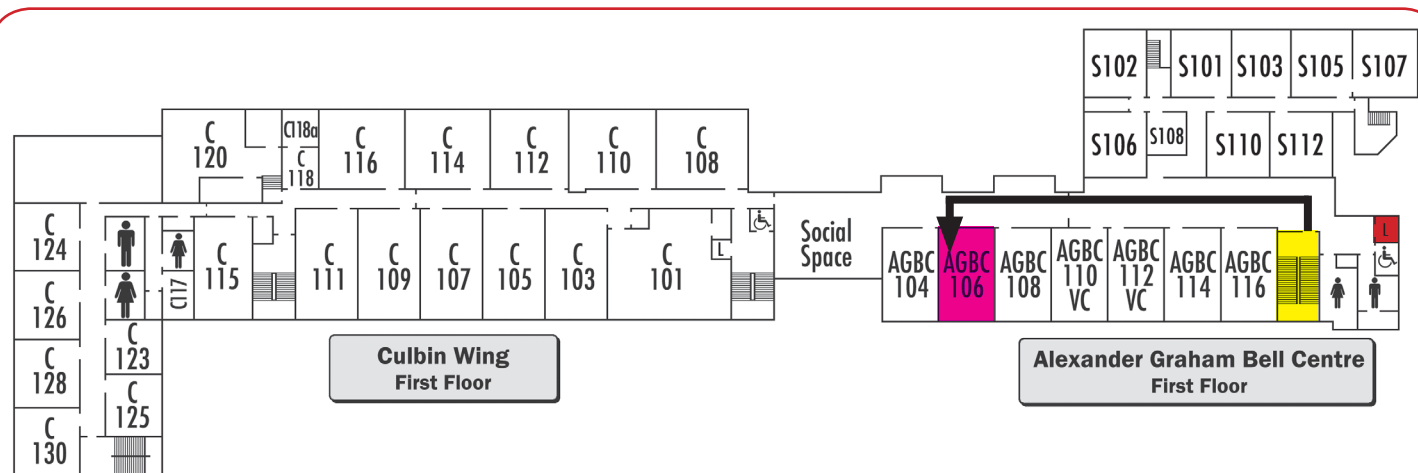 S102
S101
S103
S105
S107
S106
S108
S110
S112
C
120
C118a
C
118
C
116
C
114
C
112
C
110
C
108
C
124
C
126
C
128
C
130
C
123
C
125
C117
C
115
C
111
C
109
C
107
C
105
C
103
C
101
L
Social
Space
AGBC
104
AGBC
106
AGBC
108
AGBC
110
VC
AGBC
112
VC
AGBC
114
AGBC
116
L
Culbin Wing
First Floor
Alexander Graham Bell Centre
First Floor